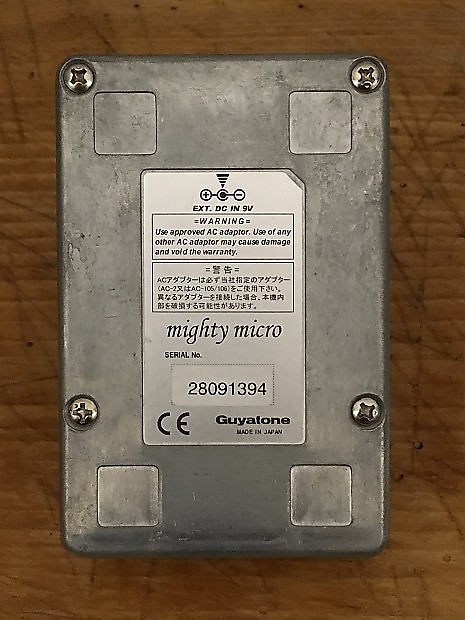 EXT. DC IN 9V
=WARNING=
Use approved AC adaptor. Use of any
other AC adaptor may cause damage
and void the warranty.
=警告=
ACアダプターは必ず当社指定のアダプター
(AC-2又はAC-105/106)をご使用下さい。
異なるアダプターを接続した場合、本機内
部を破損する可能性があります。
mighty micro
SERIAL No.
28091394
CE Guyatone
MADE IN JAPAN